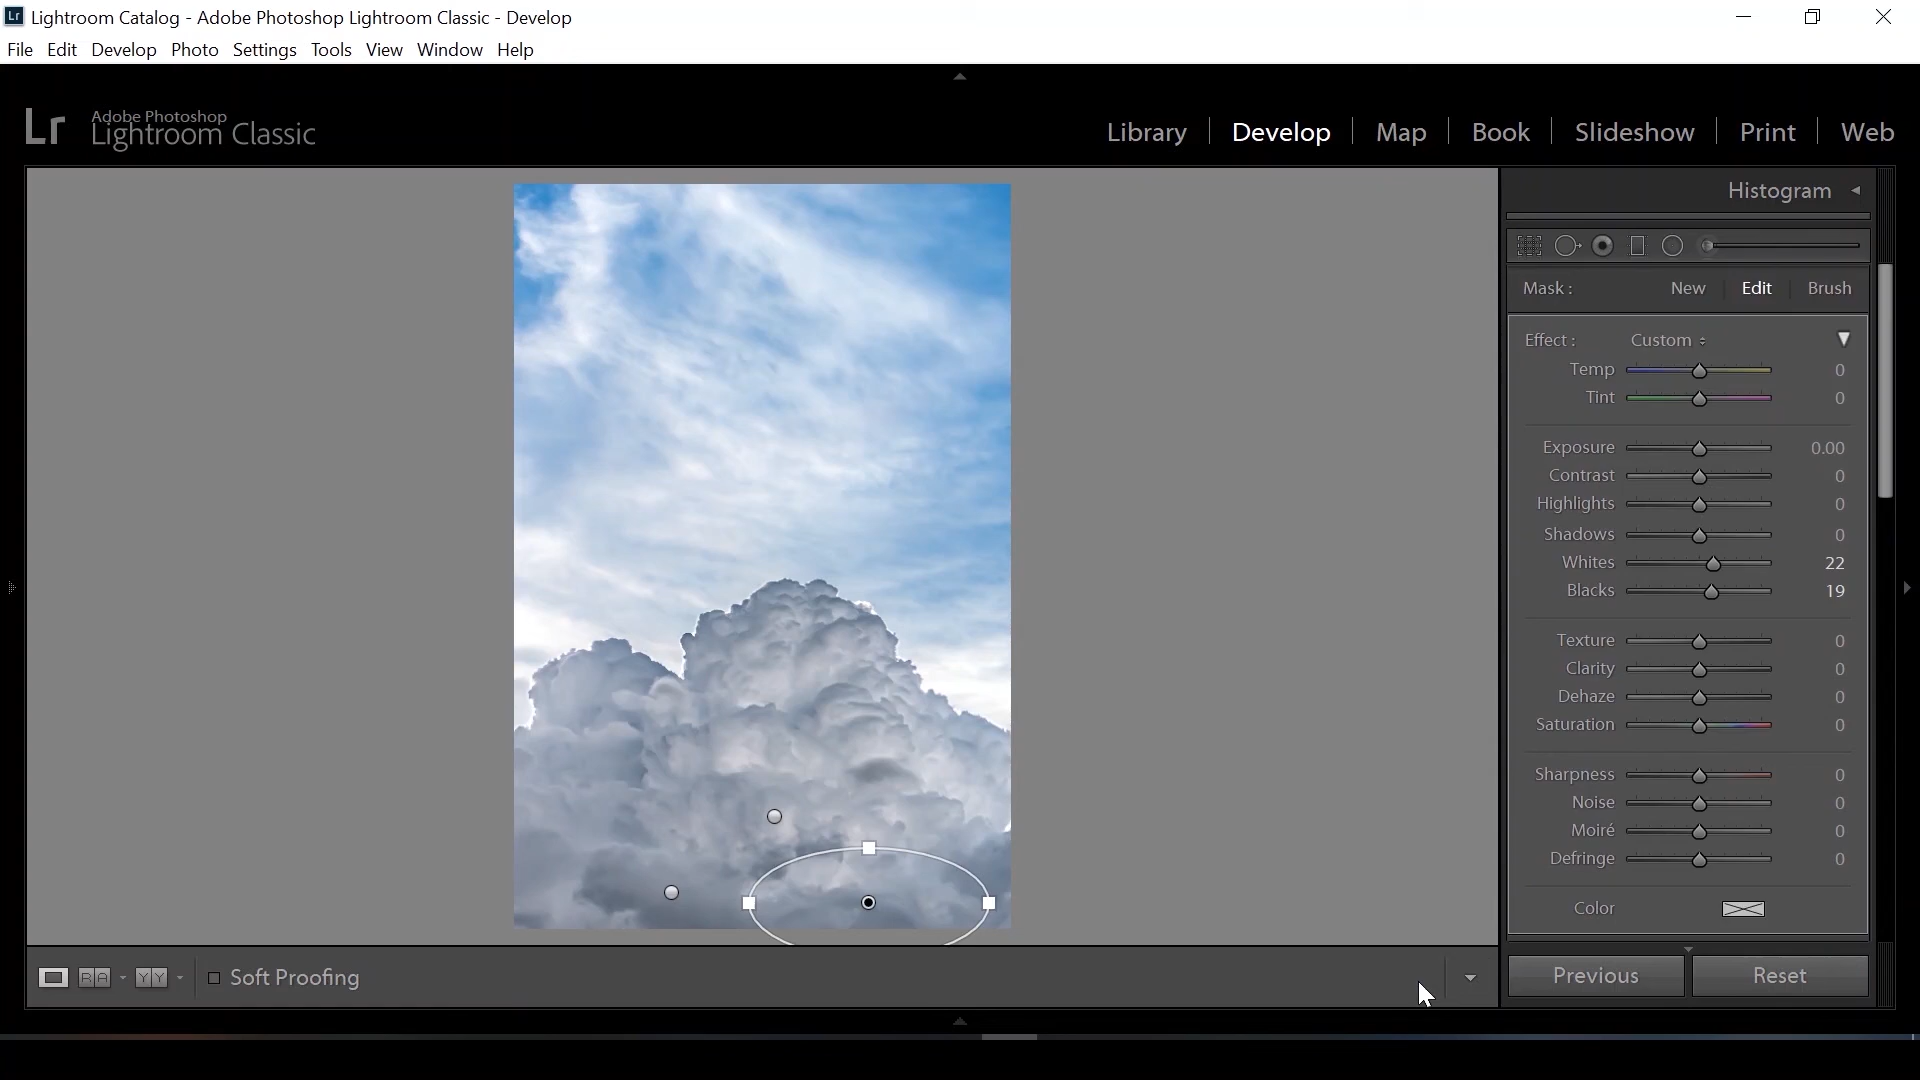 Lr Lightroom Catalog - Adobe Photoshop Lightroom Classic - Develop
File Edit Develop Photo Settings Tools View Window Help
Lr Adobe Photoshop
Lightroom Classic
Library Develop Map Book Slideshow Print Web
Histogram
Mask : New Edit Brush
Effect : Custom
Temp 0
Tint 0
Exposure 0.00
Contrast 0
Highlights 0
Shadows 0
Whites 22
Blacks 19
Texture 0
Clarity 0
Dehaze 0
Saturation 0
Sharpness 0
Noise 0
Moiré 0
Defringe 0
Color
R A Y Y Soft Proofing
Previous Reset